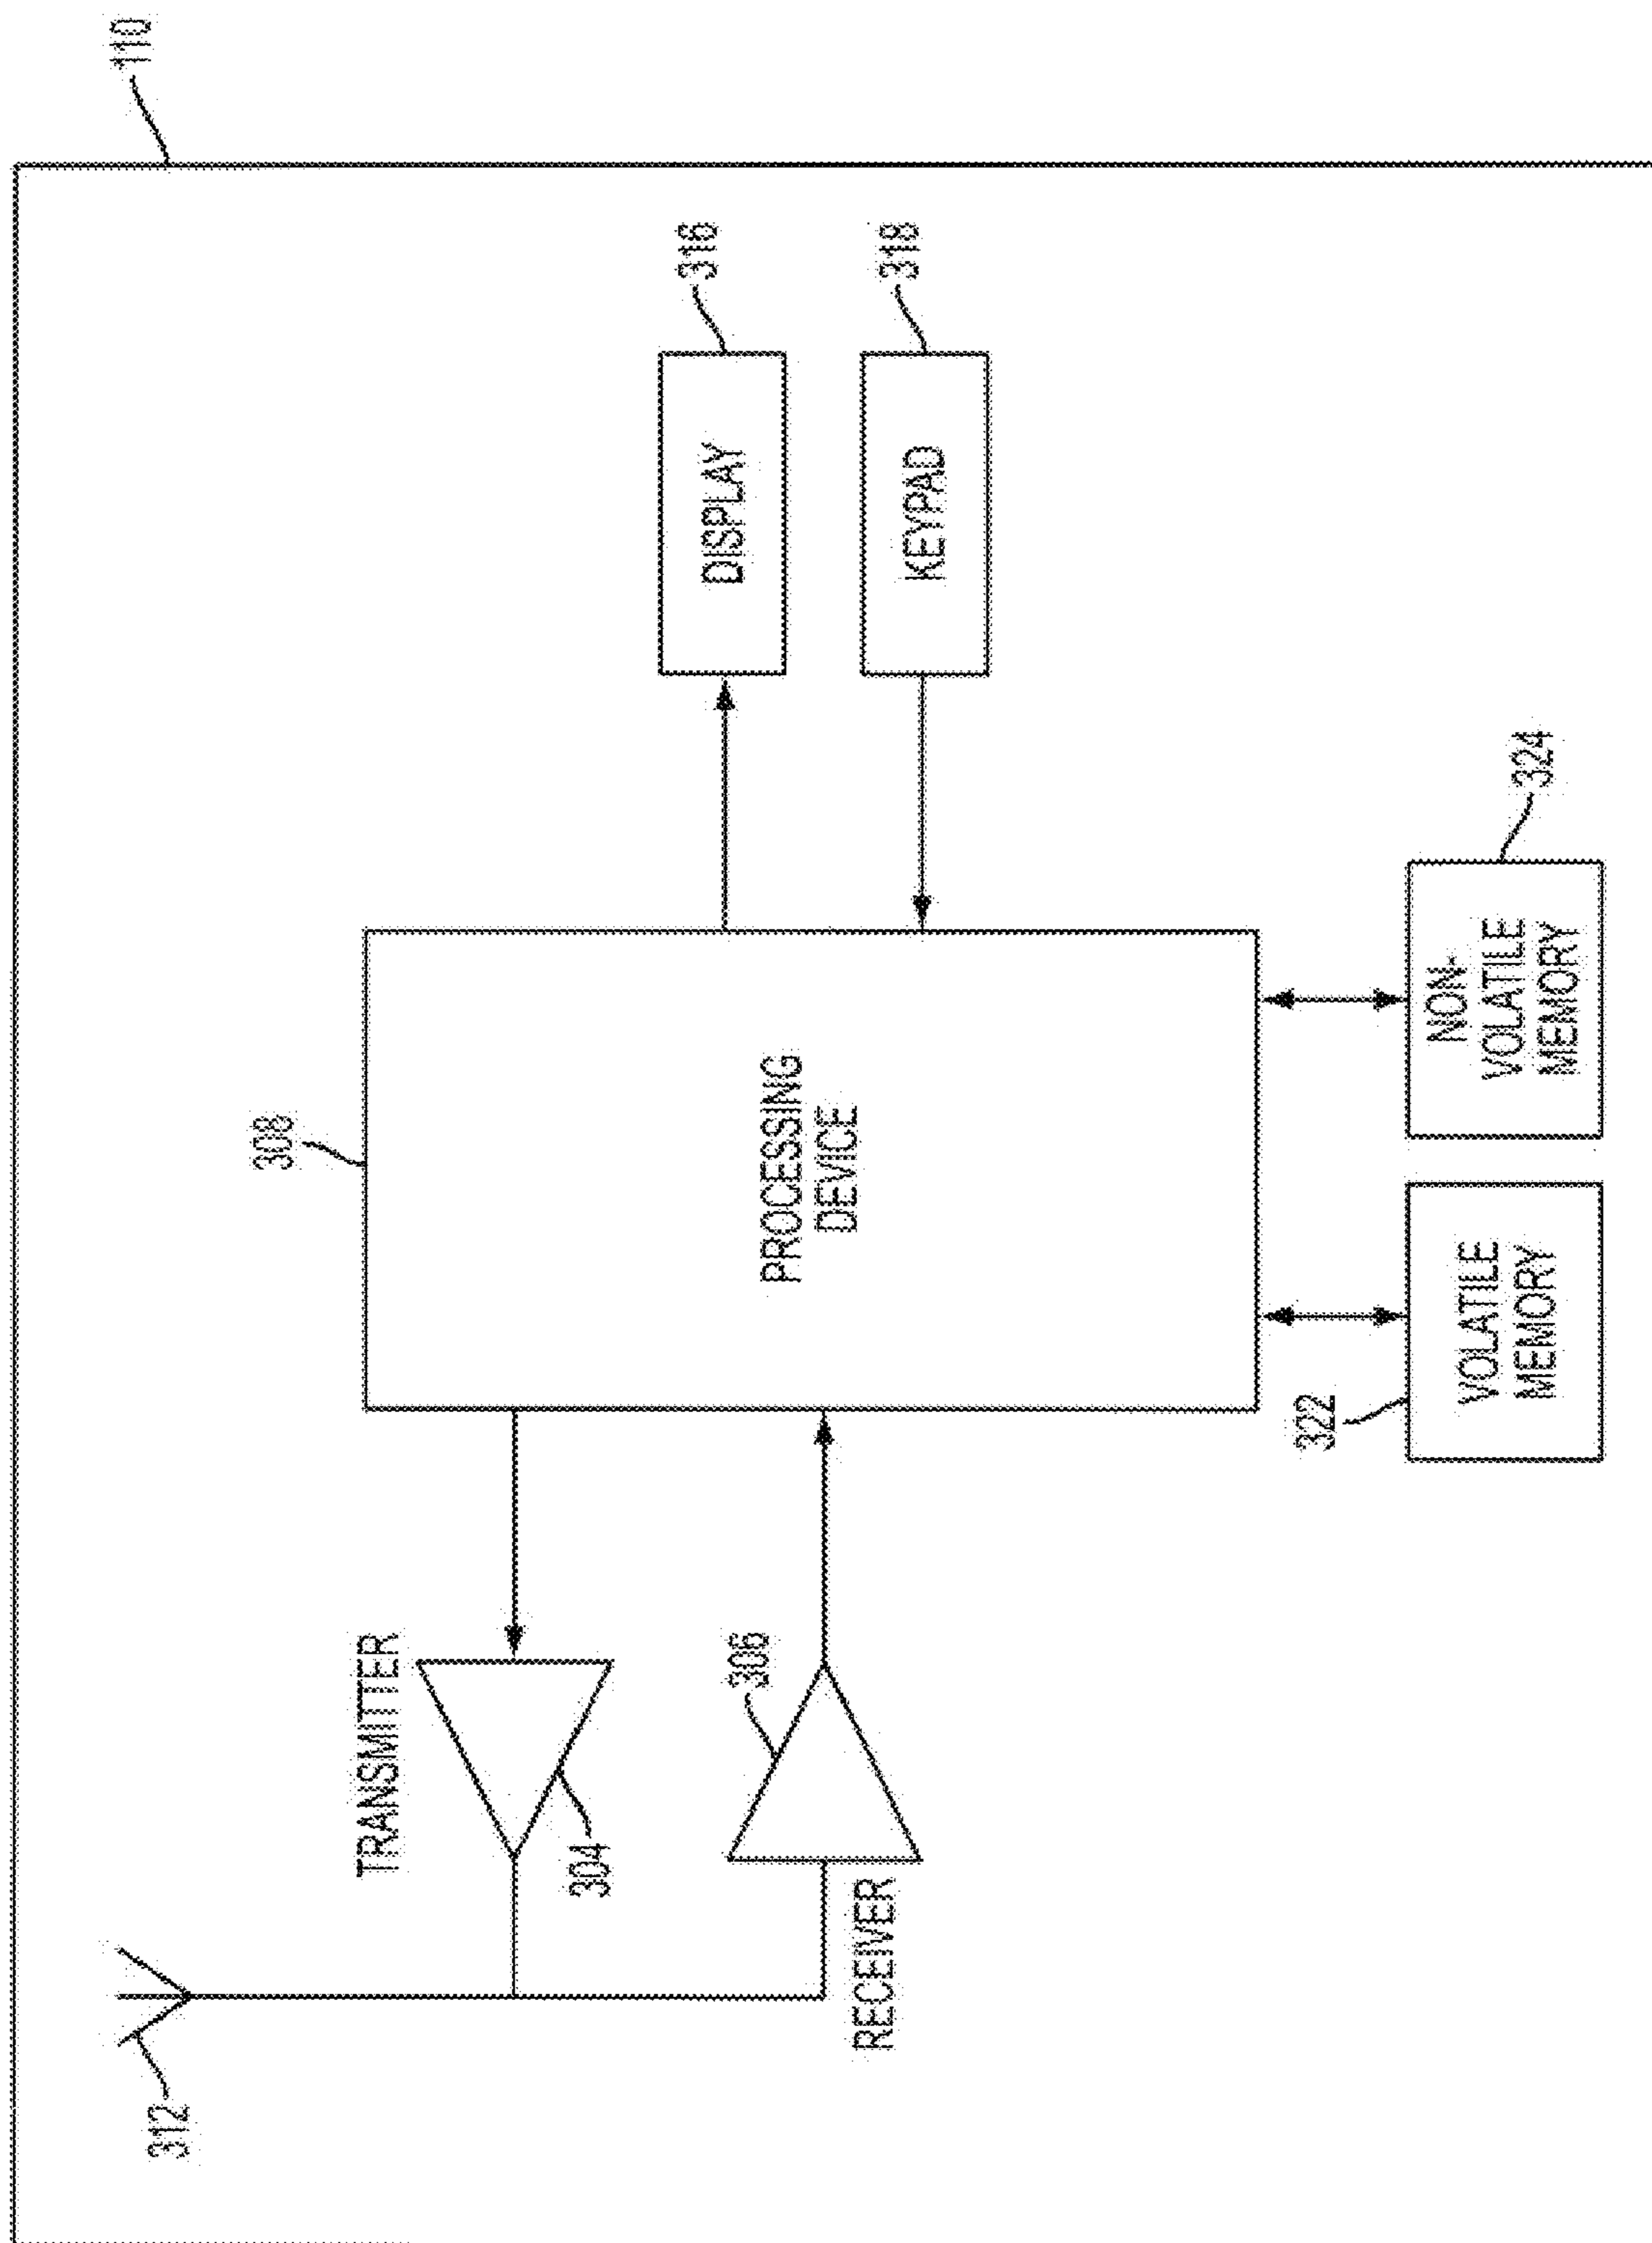 110
312
TRANSMITTER
304
306
RECEIVER
308
PROCESSING
DEVICE
DISPLAY
316
KEYPAD
318
322
VOLATILE
MEMORY
NON-
VOLATILE
MEMORY
324